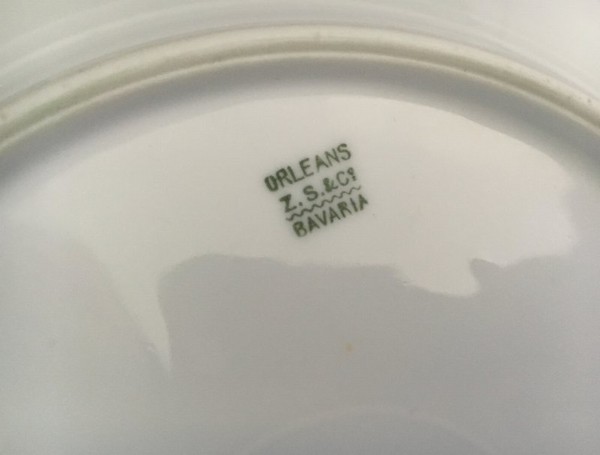 ORLEANS
Z. S. & Co
BAVARIA